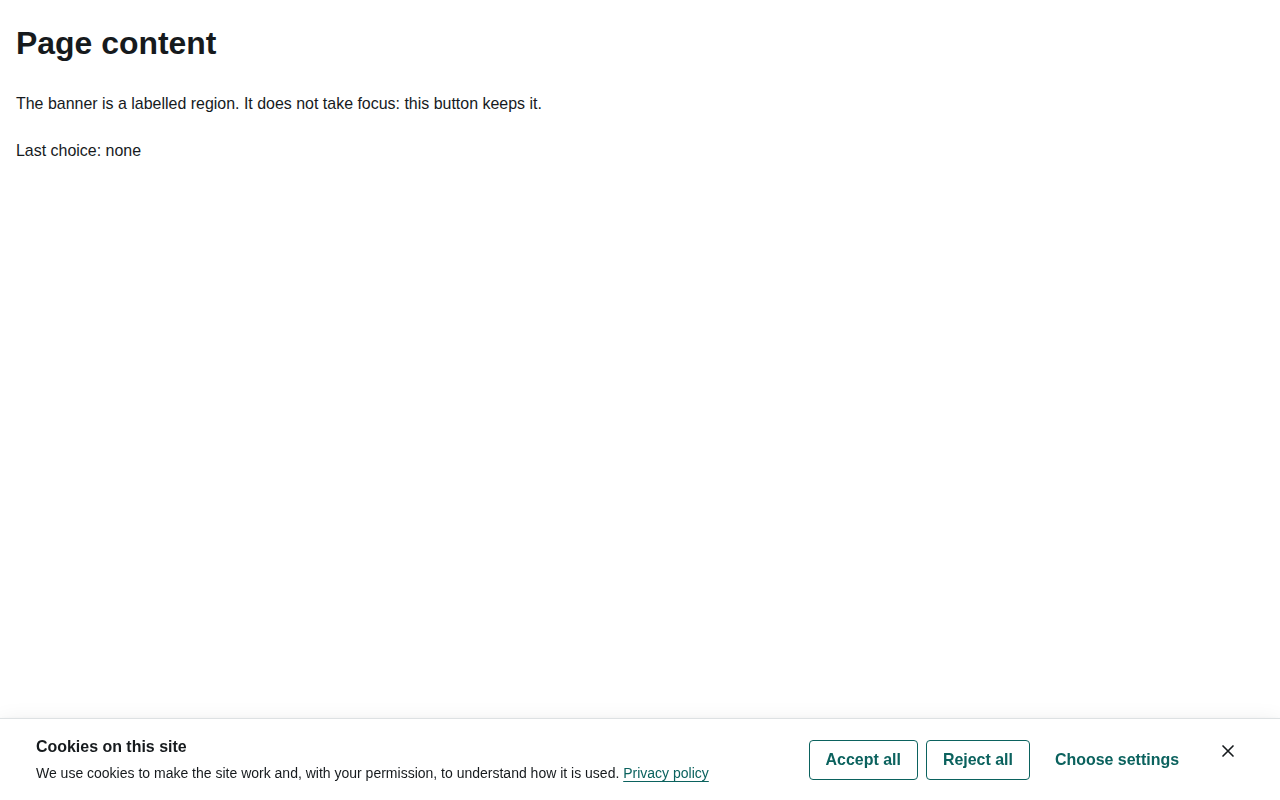 Page content
The banner is a labelled region. It does not take focus: this button keeps it.
Last choice: none
Cookies on this site
We use cookies to make the site work and, with your permission, to understand how it is used. Privacy policy
Accept all
Reject all
Choose settings